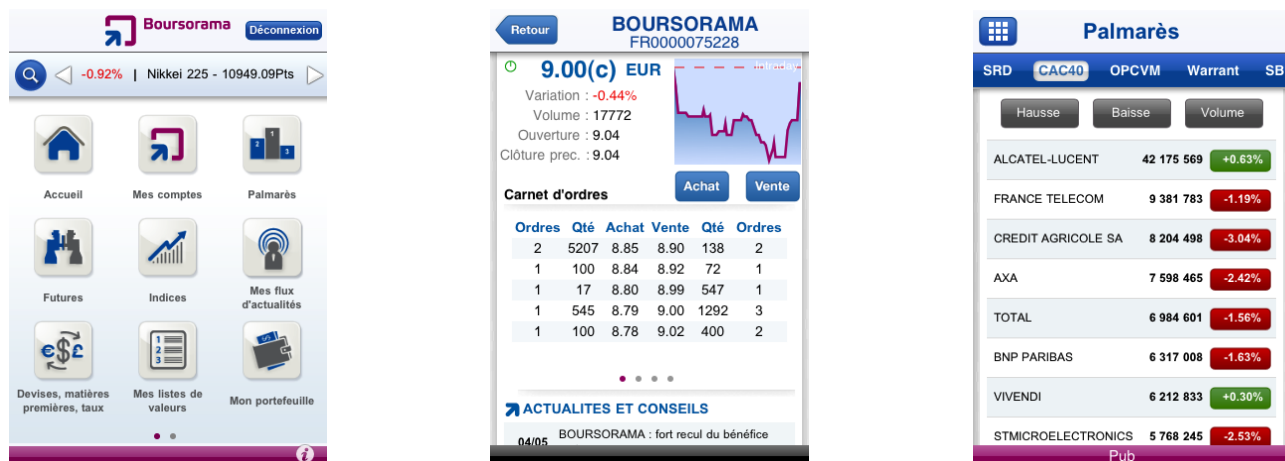 Boursorama
Déconnexion
-0.92% | Nikkei 225 - 10949.09Pts
2 1 3
Accueil Mes comptes Palmarès
Futures Indices Mes flux
d'actualités
€$£
1
2
3
Devises, matières
premières, taux
Mes listes de
valeurs
Mon portefeuille
i
Retour
BOURSORAMA
FR0000075228
9.00(c) EUR
Intraday
Variation : -0.44%
Volume : 17772
Ouverture : 9.04
Clôture prec. : 9.04
Carnet d'ordres
Achat Vente
Ordres Qté Achat Vente Qté Ordres
2 5207 8.85 8.90 138 2
1 100 8.84 8.92 72 1
1 17 8.80 8.99 547 1
1 545 8.79 9.00 1292 3
1 100 8.78 9.02 400 2
ACTUALITES ET CONSEILS
04/05 BOURSORAMA : fort recul du bénéfice
Palmarès
SRD CAC40 OPCVM Warrant SB
Hausse Baisse Volume
ALCATEL-LUCENT 42 175 569 +0.63%
FRANCE TELECOM 9 381 783 -1.19%
CREDIT AGRICOLE SA 8 204 498 -3.04%
AXA 7 598 465 -2.42%
TOTAL 6 984 601 -1.56%
BNP PARIBAS 6 317 008 -1.63%
VIVENDI 6 212 833 +0.30%
STMICROELECTRONICS 5 768 245 -2.53%
Pub